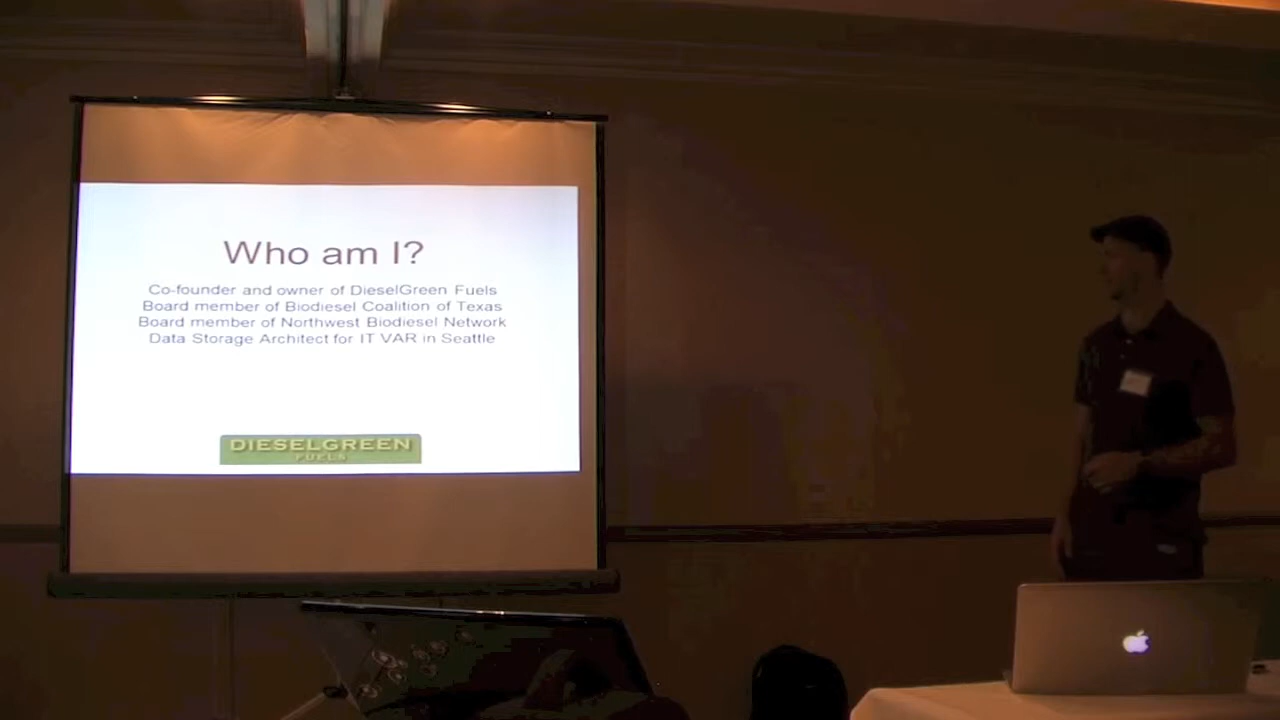 Who am I?
Co-founder and owner of DieselGreen Fuels
Board member of Biodiesel Coalition of Texas
Board member of Northwest Biodiesel Network
Data Storage Architect for IT VAR in Seattle
DIESELGREEN
FUELS